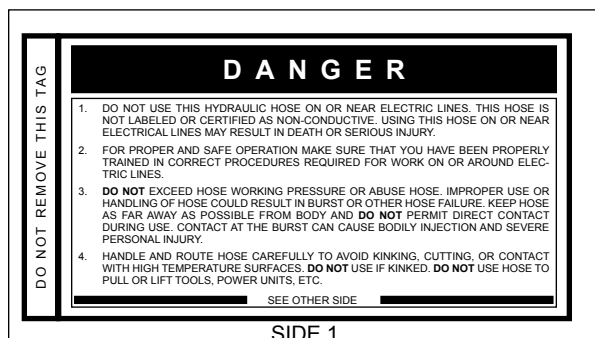 DO NOT REMOVE THIS TAG
DANGER
1. DO NOT USE THIS HYDRAULIC HOSE ON OR NEAR ELECTRIC LINES. THIS HOSE IS
NOT LABELED OR CERTIFIED AS NON-CONDUCTIVE. USING THIS HOSE ON OR NEAR
ELECTRICAL LINES MAY RESULT IN DEATH OR SERIOUS INJURY.
2. FOR PROPER AND SAFE OPERATION MAKE SURE THAT YOU HAVE BEEN PROPERLY
TRAINED IN CORRECT PROCEDURES REQUIRED FOR WORK ON OR AROUND ELEC-
TRIC LINES.
3. DO NOT EXCEED HOSE WORKING PRESSURE OR ABUSE HOSE. IMPROPER USE OR
HANDLING OF HOSE COULD RESULT IN BURST OR OTHER HOSE FAILURE. KEEP HOSE
AS FAR AWAY AS POSSIBLE FROM BODY AND DO NOT PERMIT DIRECT CONTACT
DURING USE. CONTACT AT THE BURST CAN CAUSE BODILY INJECTION AND SEVERE
PERSONAL INJURY.
4. HANDLE AND ROUTE HOSE CAREFULLY TO AVOID KINKING, CUTTING, OR CONTACT
WITH HIGH TEMPERATURE SURFACES. DO NOT USE IF KINKED. DO NOT USE HOSE TO
PULL OR LIFT TOOLS, POWER UNITS, ETC.
SEE OTHER SIDE
SIDE 1